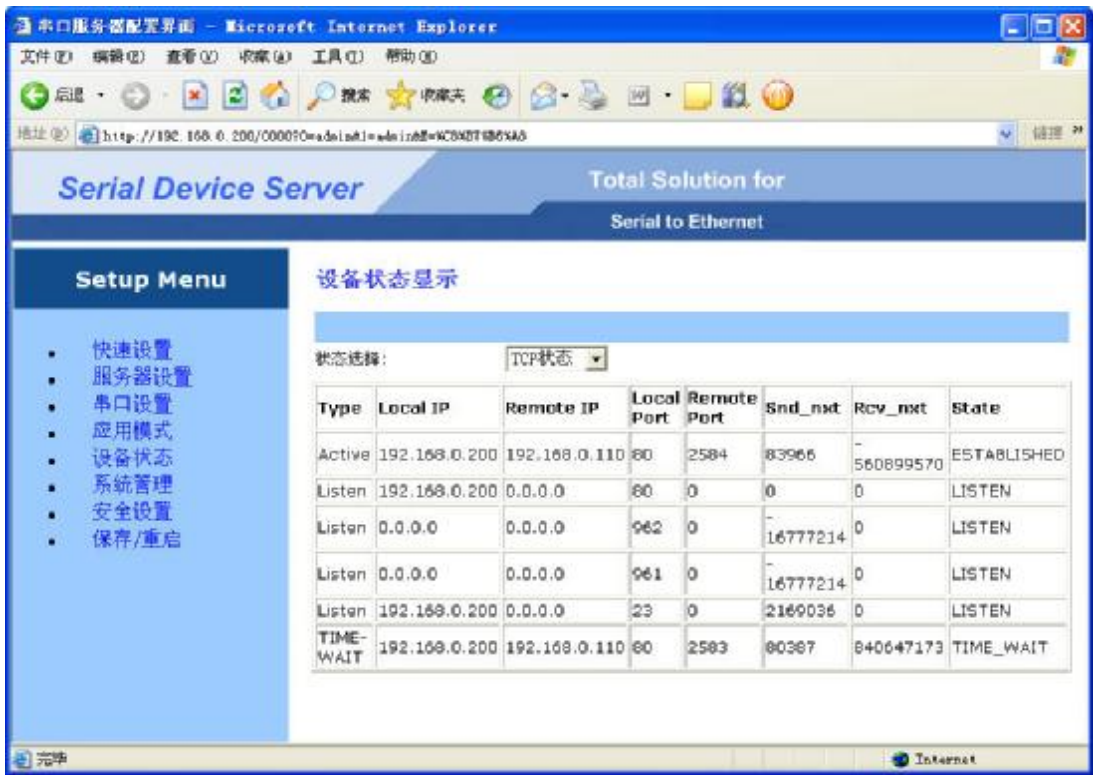 串口服务器配置界面 - Microsoft Internet Explorer
文件(F) 编辑(E) 查看(V) 收藏(A) 工具(T) 帮助(H)
后退 搜索 收藏夹
地址(D) http://192.168.0.200/0000?0=admin&1=admin& 链接 »
Serial Device Server
Total Solution for
Serial to Ethernet
Setup Menu
设备状态显示
快速设置
服务器设置
串口设置
应用模式
设备状态
系统管理
安全设置
保存/重启
状态选择: TCP状态
Type Local IP Remote IP Local Port Remote Port Snd_nxt Rcv_nxt State
Active 192.168.0.200 192.168.0.110 80 2584 83966 -560899570 ESTABLISHED
Listen 192.168.0.200 0.0.0.0 80 0 0 0 LISTEN
Listen 0.0.0.0 0.0.0.0 962 0 -16777214 0 LISTEN
Listen 0.0.0.0 0.0.0.0 961 0 -16777214 0 LISTEN
Listen 192.168.0.200 0.0.0.0 23 0 2169036 0 LISTEN
TIME-WAIT 192.168.0.200 192.168.0.110 80 2583 80387 840647173 TIME_WAIT
完毕 Internet